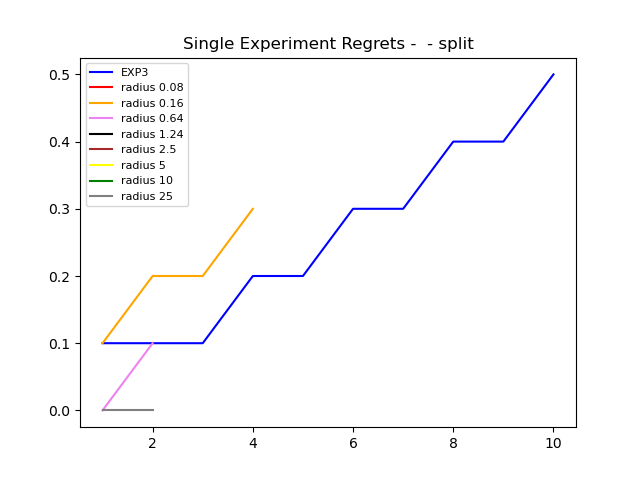 Single Experiment Regrets -  - split
EXP3
radius 0.08
radius 0.16
radius 0.64
radius 1.24
radius 2.5
radius 5
radius 10
radius 25
0.5
0.4
0.3
0.2
0.1
0.0
2 4 6 8 10